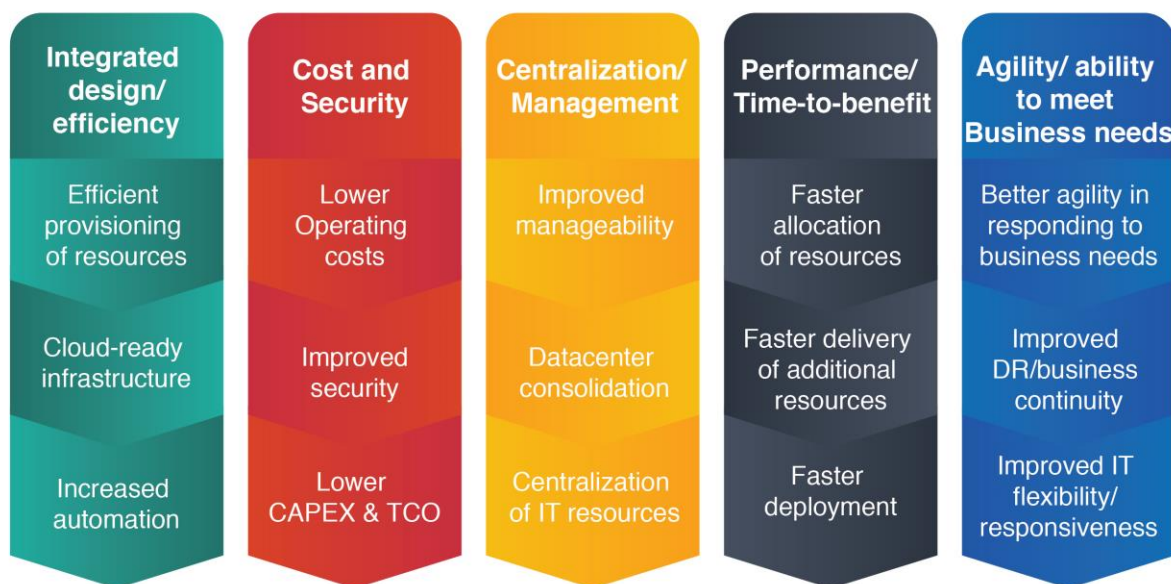 Integrated
design/
efficiency
Efficient
provisioning
of resources
Cloud-ready
infrastructure
Increased
automation
Cost and
Security
Lower
Operating
costs
Improved
security
Lower
CAPEX & TCO
Centralization/
Management
Improved
manageability
Datacenter
consolidation
Centralization
of IT resources
Performance/
Time-to-benefit
Faster
allocation
of resources
Faster delivery
of additional
resources
Faster
deployment
Agility/ ability
to meet
Business needs
Better agility in
responding to
business needs
Improved
DR/business
continuity
Improved IT
flexibility/
responsiveness